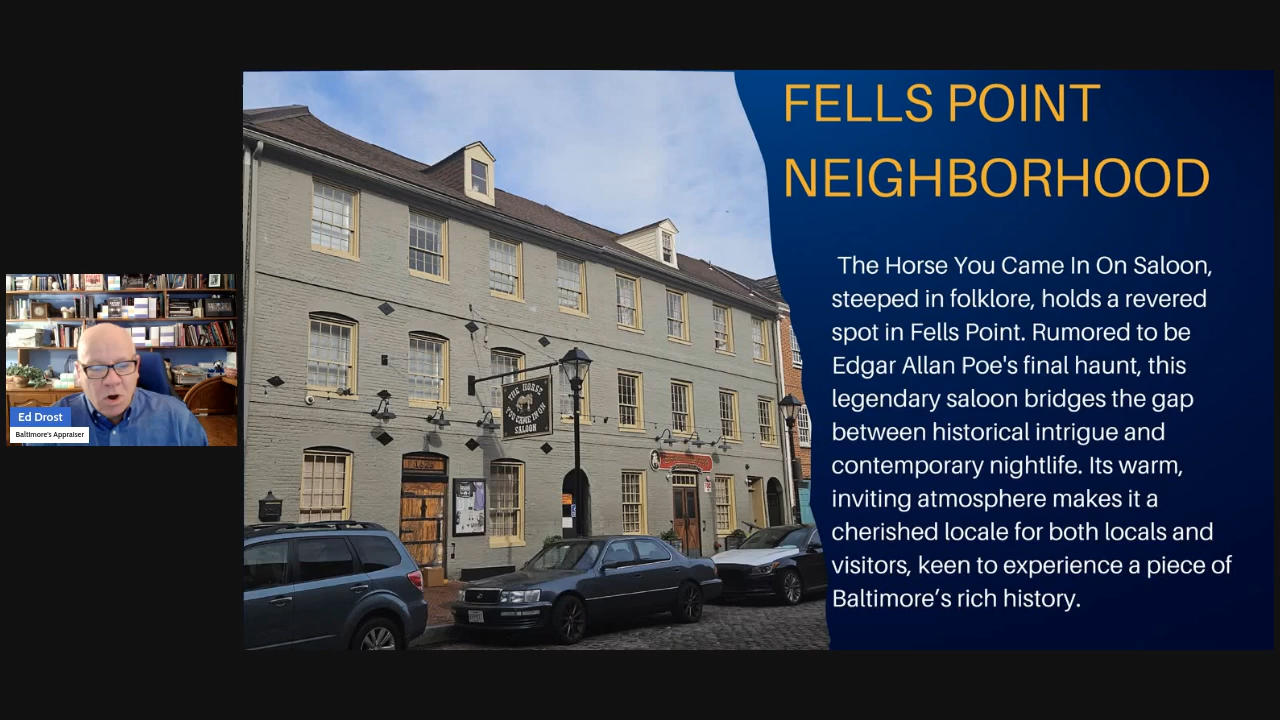 FELLS POINT
NEIGHBORHOOD
The Horse You Came In On Saloon,
steeped in folklore, holds a revered
spot in Fells Point. Rumored to be
Edgar Allan Poe's final haunt, this
legendary saloon bridges the gap
between historical intrigue and
contemporary nightlife. Its warm,
inviting atmosphere makes it a
cherished locale for both locals and
visitors, keen to experience a piece of
Baltimore’s rich history.
THE HORSE
YOU CAME IN ON
SALOON
Ed Drost
Baltimore's Appraiser